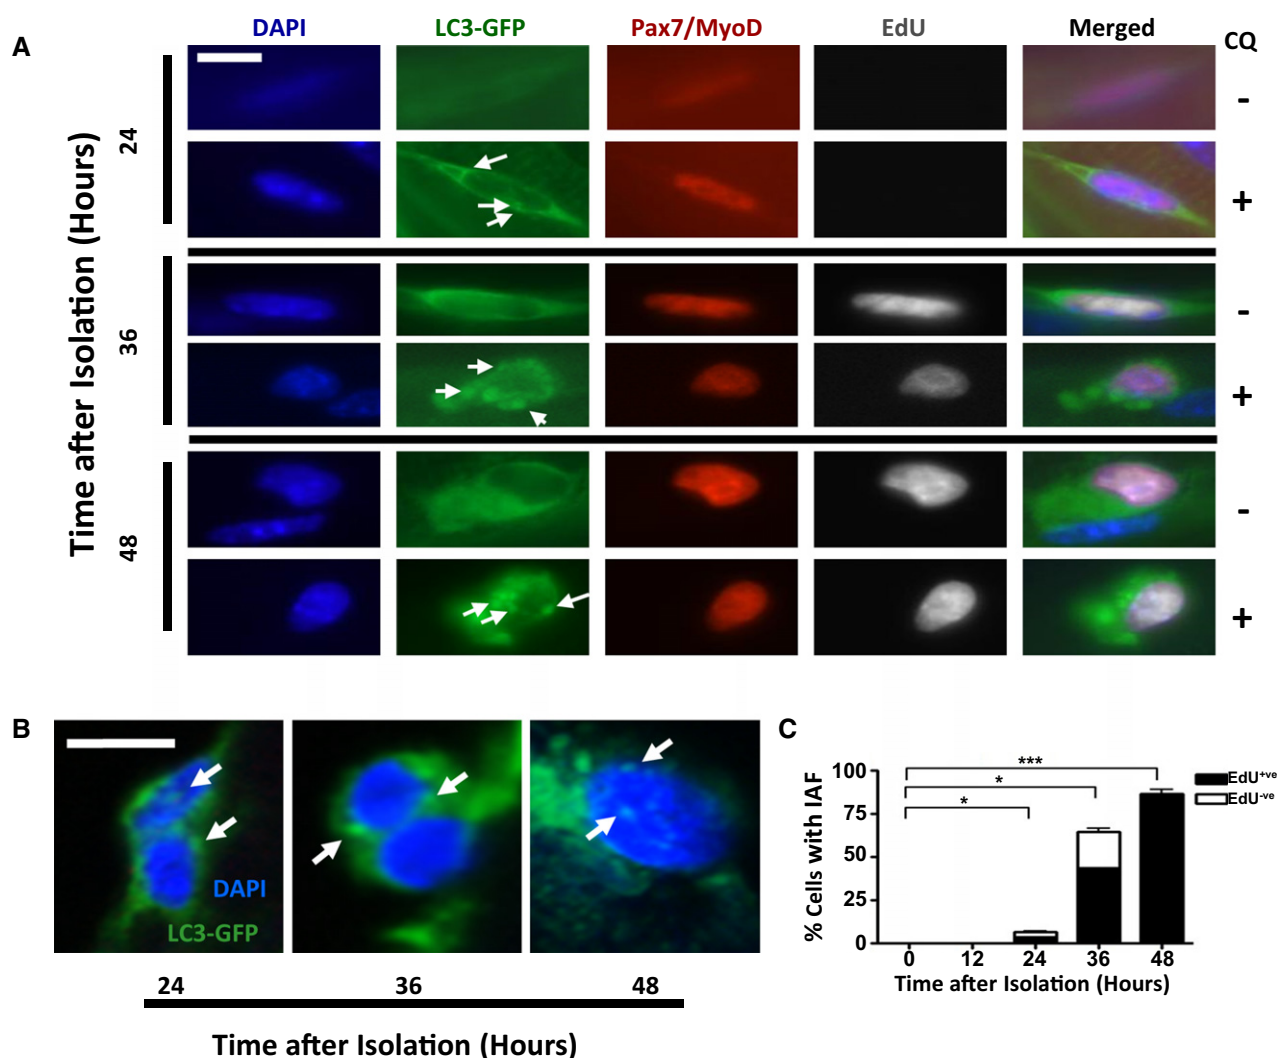 A
DAPI LC3-GFP Pax7/MyoD EdU Merged CQ
Time after Isolation (Hours)
24
-
+
36
-
+
48
-
+
B
DAPI
LC3-GFP
24 36 48
Time after Isolation (Hours)
C
% Cells with IAF
100
75
50
25
0
***
*
*
EdU+ve
EdU-ve
0 12 24 36 48
Time after Isolation (Hours)